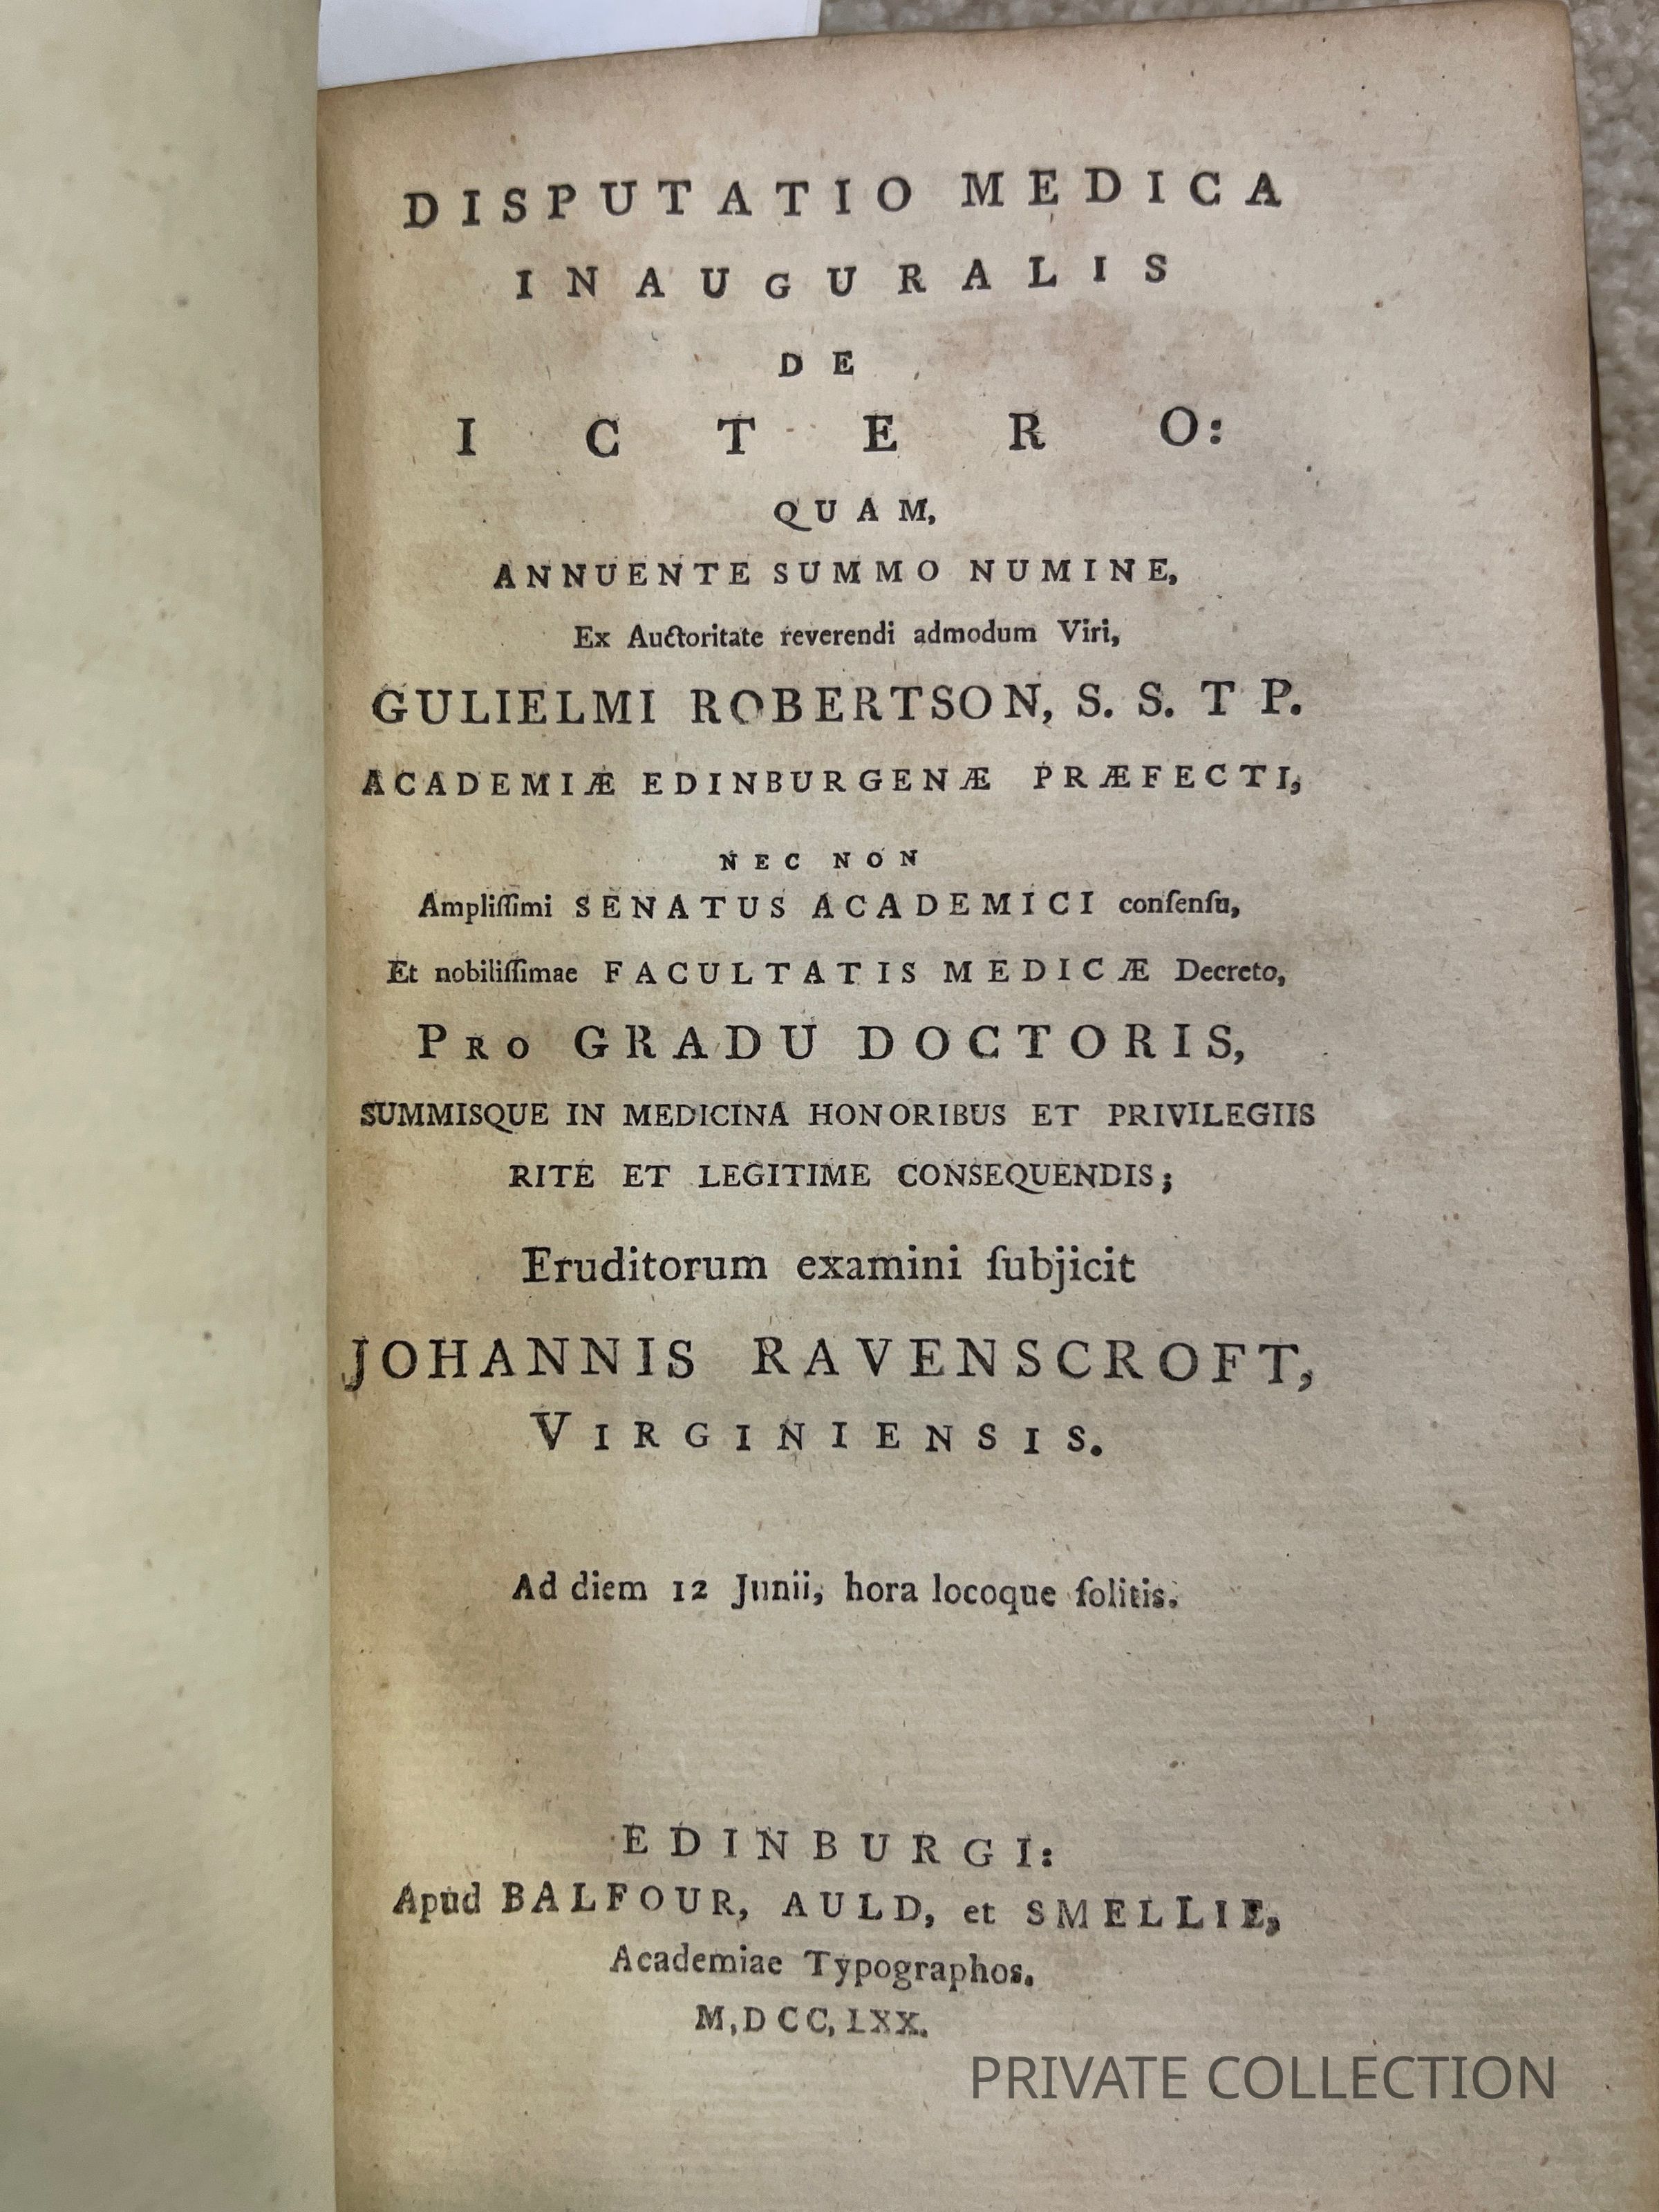 DISPUTATIO MEDICA
INAUGURALIS
DE
ICTERO:
QUAM,
ANNUENTE SUMMO NUMINE,
Ex Auctoritate reverendi admodum Viri,
GULIELMI ROBERTSON, S. S. T P.
ACADEMIÆ EDINBURGENÆ PRÆFECTI,
NEC NON
Ampliſſimi SENATUS ACADEMICI conſenſu,
Et nobiliſſimae FACULTATIS MEDICÆ Decreto,
PRO GRADU DOCTORIS,
SUMMISQUE IN MEDICINA HONORIBUS ET PRIVILEGIIS
RITE ET LEGITIME CONSEQUENDIS;
Eruditorum examini ſubjicit
JOHANNIS RAVENSCROFT,
VIRGINIENSIS.
Ad diem 12 Junii, hora locoque ſolitis.
EDINBURGI:
Apud BALFOUR, AULD, et SMELLIE,
Academiae Typographos.
M,DCC,LXX.
PRIVATE COLLECTION